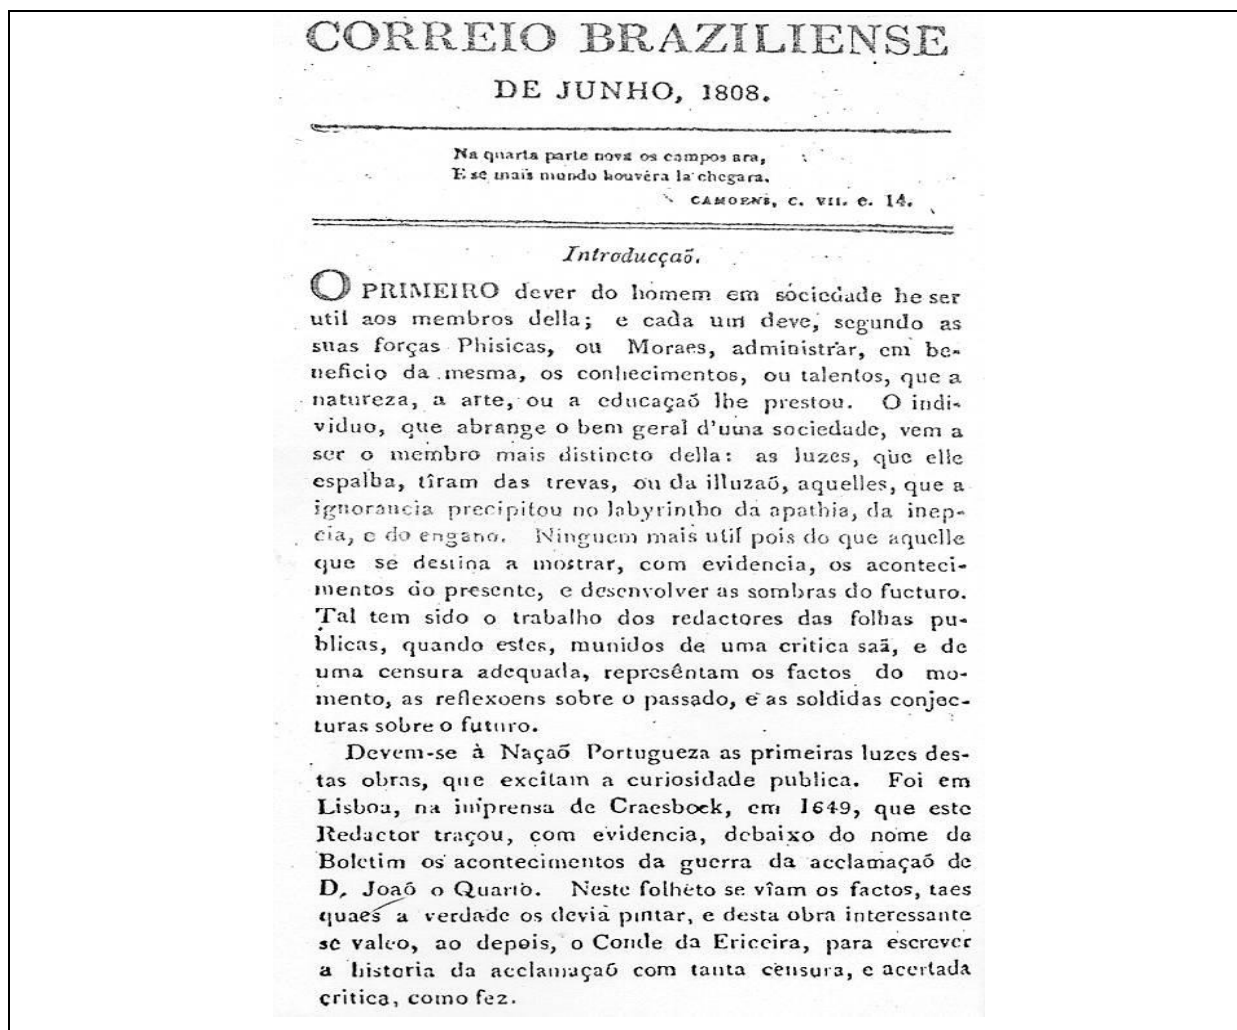 CORREIO BRAZILIENSE
DE JUNHO, 1808.
Na quarta parte nova os campos ara,
E se mais mundo houvéra la chegara.
CAMOENS, C. VII. e. 14.
Introducçaõ.
O PRIMEIRO dever do homem em sociedade he ser
util aos membros della; e cada um deve, segundo as
suas forças Phisicas, ou Moraes, administrar, em be-
neficio da mesma, os conhecimentos, ou talentos, que a
natureza, a arte, ou a educaçaõ lhe prestou. O indi-
viduo, que abrange o bem geral d'uma sociedade, vem a
ser o membro mais distincto della: as luzes, que elle
espalha, tîram das trevas, ou da illuzaõ, aquelles, que a
ignorancia precipitou no labyrintho da apathia, da inep-
cia, e do engano. Ninguem mais util pois do que aquelle
que se destina a mostrar, com evidencia, os aconteci-
mentos do presente, e desenvolver as sombras do fucturo.
Tal tem sido o trabalho dos redactores das folhas pu-
blicas, quando estes, munidos de uma critica saã, e de
uma censura adequada, represêntam os factos do mo-
mento, as reflexoens sobre o passado, e as soldidas conjec-
turas sobre o futuro.
Devem-se à Naçaõ Portugueza as primeiras luzes des-
tas obras, que excitam a curiosidade publica. Foi em
Lisboa, na imprensa de Craesboek, em 1649, que este
Redactor traçou, com evidencia, debaixo do nome de
Boletim os acontecimentos da guerra da acclamaçaõ de
D. Joaõ o Quarto. Neste folheto se vîam os factos, taes
quaes a verdade os devia pintar, e desta obra interessante
se valeo, ao depois, o Conde da Ericeira, para escrever
a historia da acclamaçaõ com tanta censura, e acertada
critica, como fez.